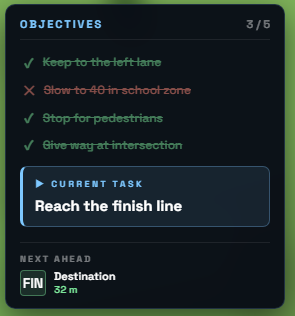 OBJECTIVES 3/5
✓ Keep to the left lane
✕ Slow to 40 in school zone
✓ Stop for pedestrians
✓ Give way at intersection
▶ CURRENT TASK
Reach the finish line
NEXT AHEAD
FIN Destination
32 m